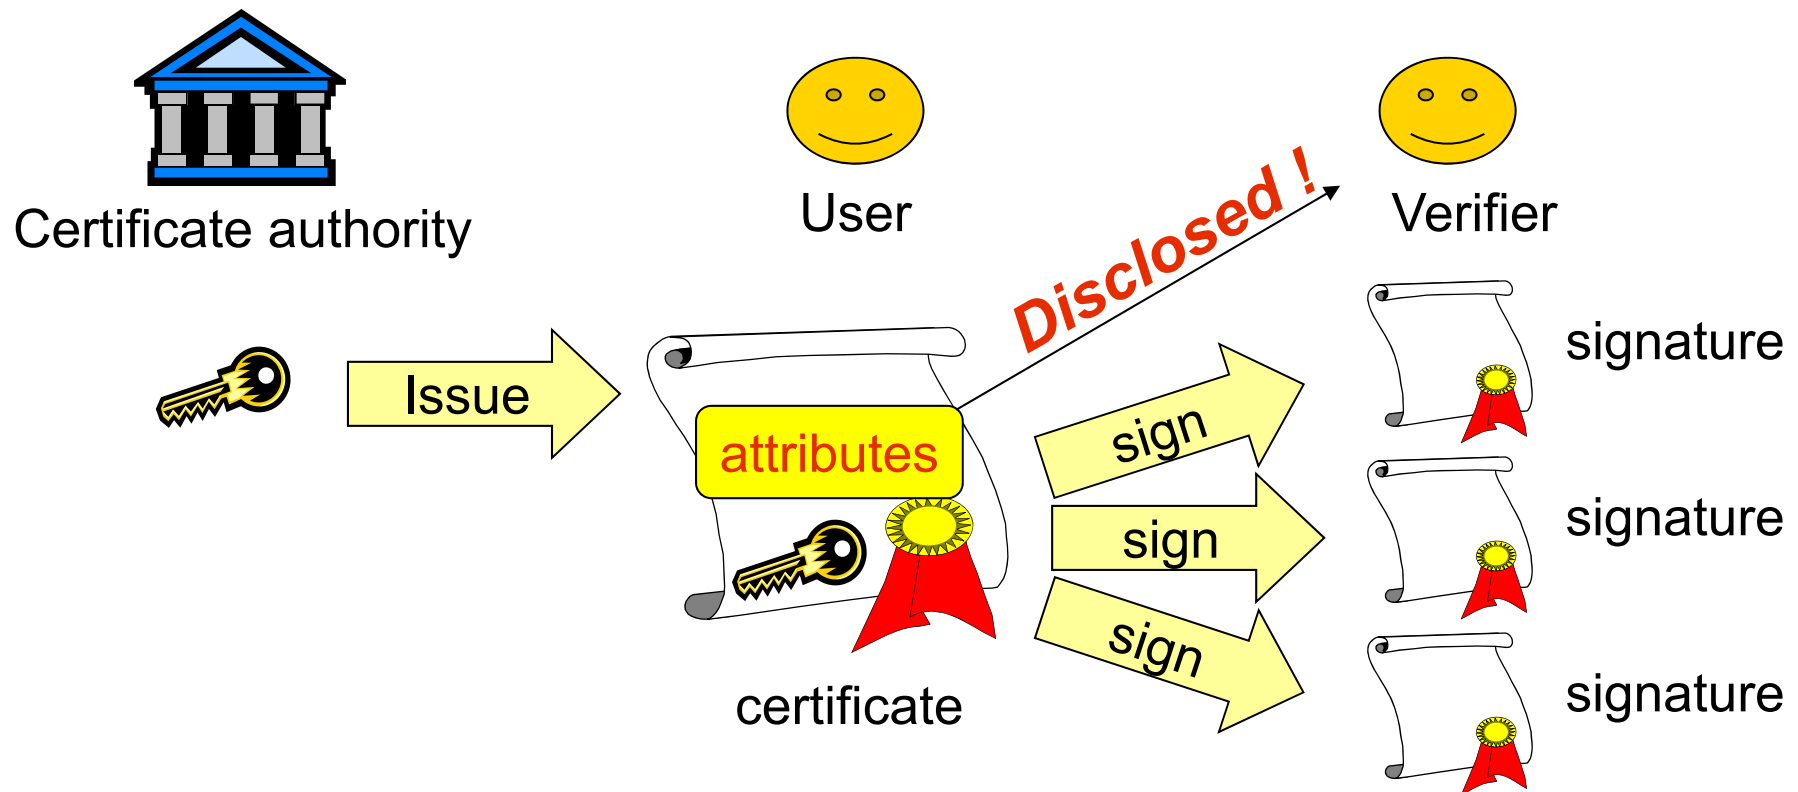 Certificate authority
User
Verifier
Disclosed !
Issue
attributes
certificate
sign
sign
sign
signature
signature
signature